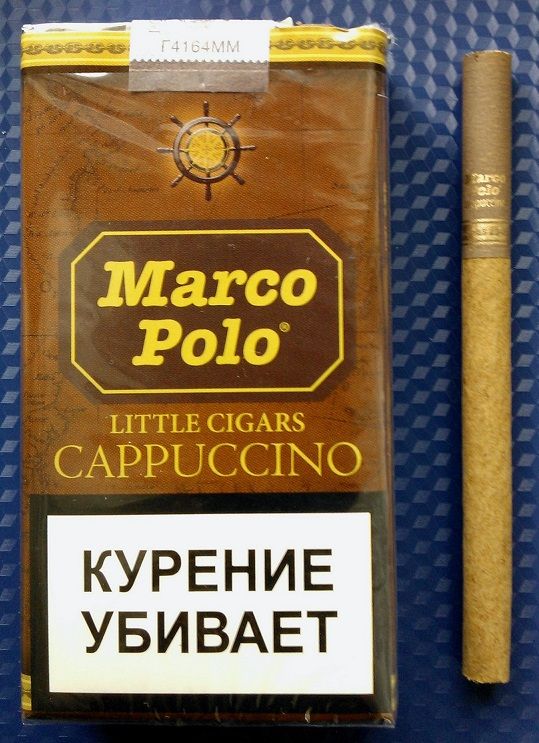 Г4164ММ
Marco
Polo®
LITTLE CIGARS
CAPPUCCINO
КУРЕНИЕ
УБИВАЕТ
Marco
Polo